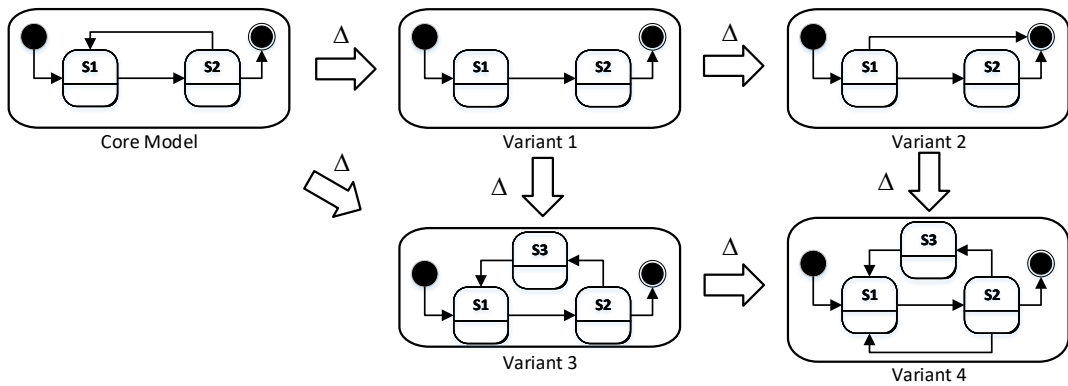 S1 S2
Core Model
Δ
S1 S2
Variant 1
Δ
S1 S2
Variant 2
Δ
Δ
Δ
S3
S1 S2
Variant 3
Δ
S3
S1 S2
Variant 4